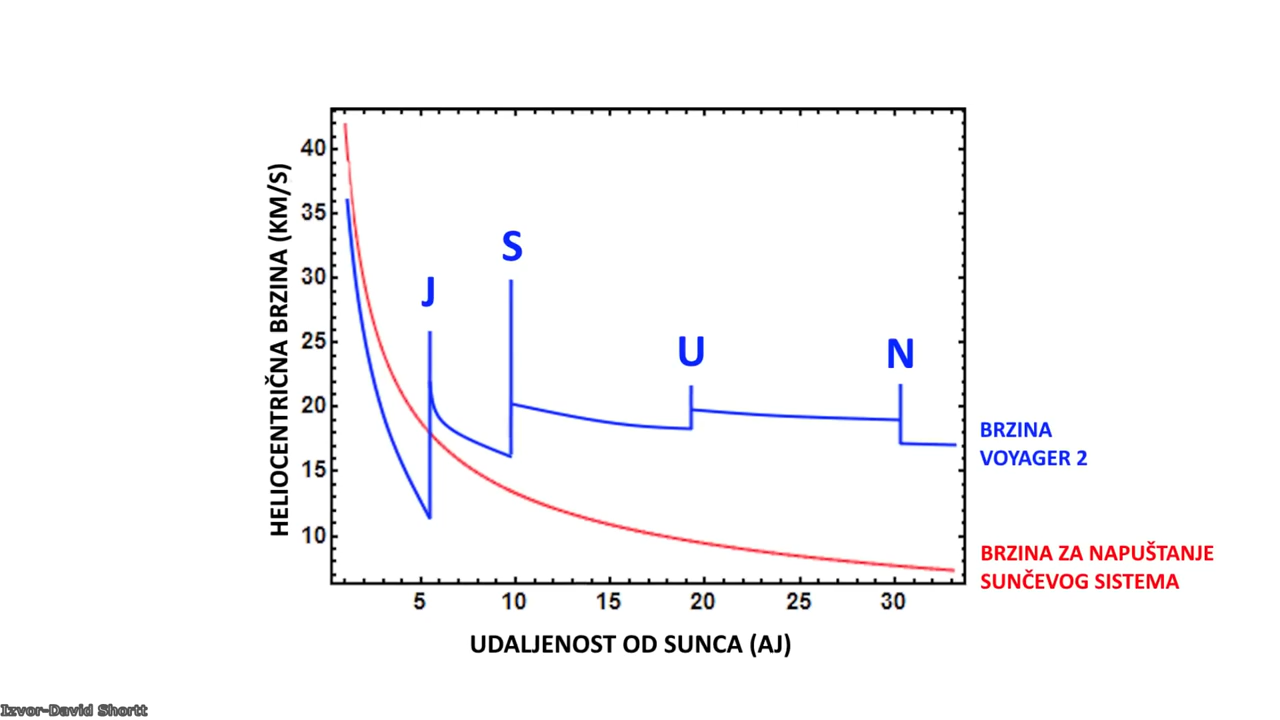 HELIOCENTRIČNA BRZINA (KM/S)
40
35
30
25
20
15
10
J
S
U
N
BRZINA
VOYAGER 2
BRZINA ZA NAPUŠTANJE
SUNČEVOG SISTEMA
5 10 15 20 25 30
UDALJENOST OD SUNCA (AJ)
Izvor-David Shortt